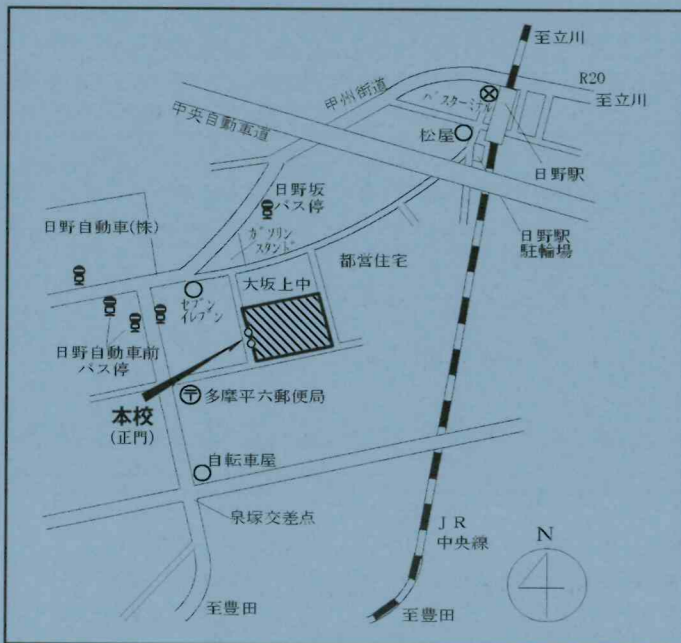 至立川
R20
至立川
甲州街道
バスターミナル
中央自動車道
松屋
日野駅
日野坂
バス停
日野自動車(株)
ガソリン
スタンド
都営住宅
日野駅
駐輪場
大坂上中
セブン
イレブン
日野自動車前
バス停
本校
(正門)
〒
多摩平六郵便局
自転車屋
泉塚交差点
JR
中央線
N
至豊田
至豊田